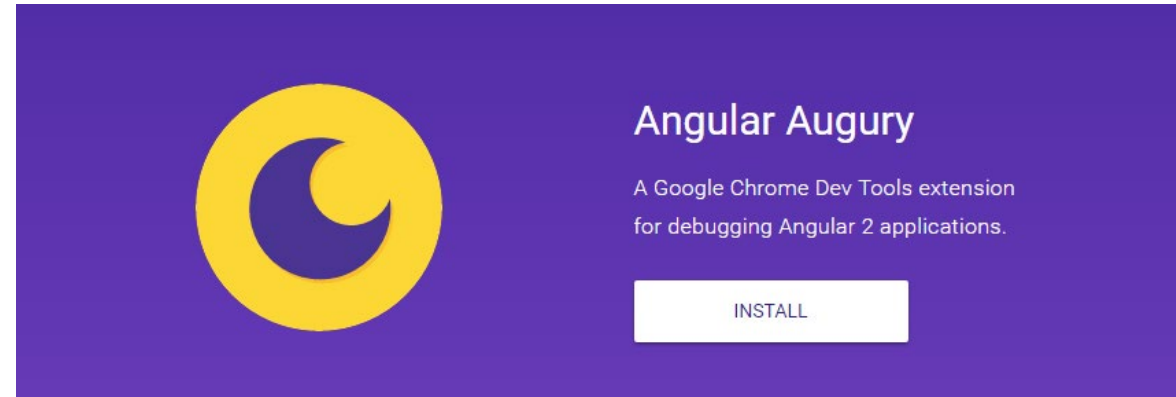 Angular Augury
A Google Chrome Dev Tools extension
for debugging Angular 2 applications.
INSTALL